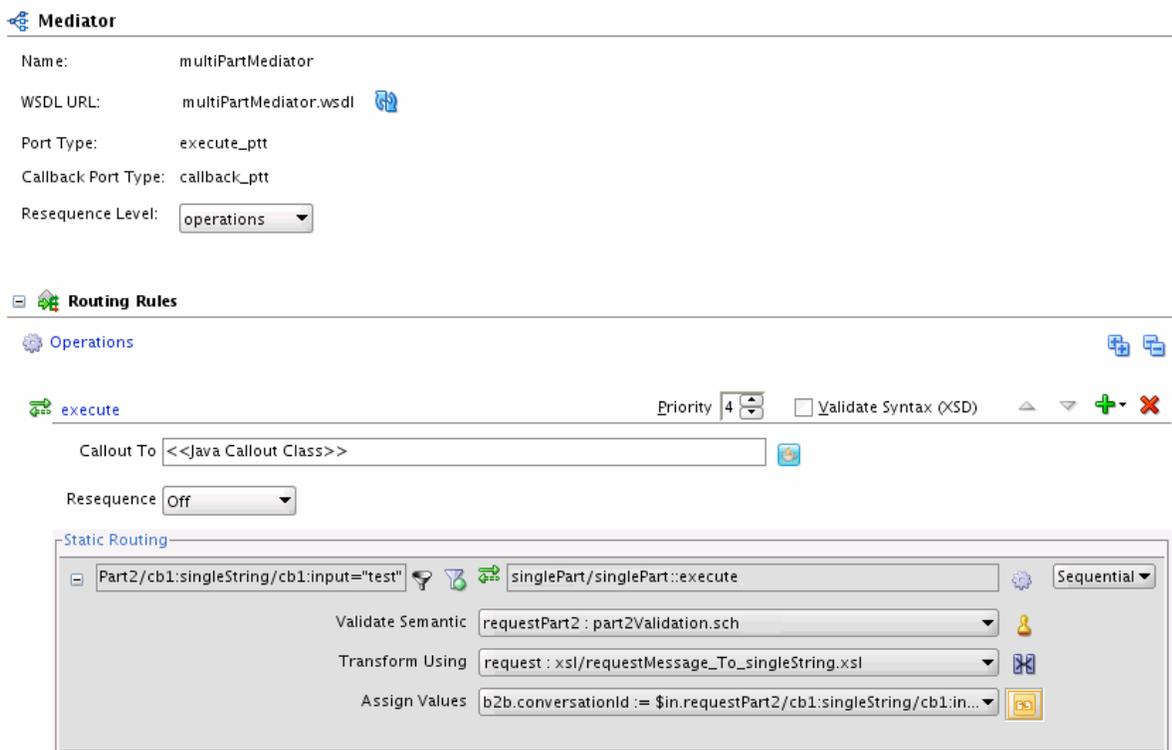 Mediator
Name: multiPartMediator
WSDL URL: multiPartMediator.wsdl
Port Type: execute_ptt
Callback Port Type: callback_ptt
Resequence Level: operations
Routing Rules
Operations
execute Priority 4 Validate Syntax (XSD)
Callout To <<Java Callout Class>>
Resequence Off
Static Routing
Part2/cb1:singleString/cb1:input="test" singlePart/singlePart::execute Sequential
Validate Semantic requestPart2 : part2Validation.sch
Transform Using request : xsl/requestMessage_To_singleString.xsl
Assign Values b2b.conversationId := $in.requestPart2/cb1:singleString/cb1:in...